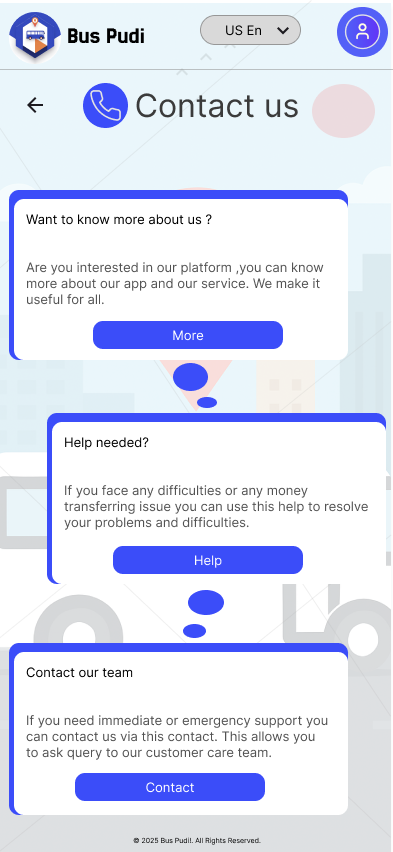 Bus Pudi
US En
Contact us
Want to know more about us ?
Are you interested in our platform ,you can know
more about our app and our service. We make it
useful for all.
More
Help needed?
If you face any difficulties or any money
transferring issue you can use this help to resolve
your problems and difficulties.
Help
Contact our team
If you need immediate or emergency support you
can contact us via this contact. This allows you
to ask query to our customer care team.
Contact
© 2025 Bus Pudil. All Rights Reserved.